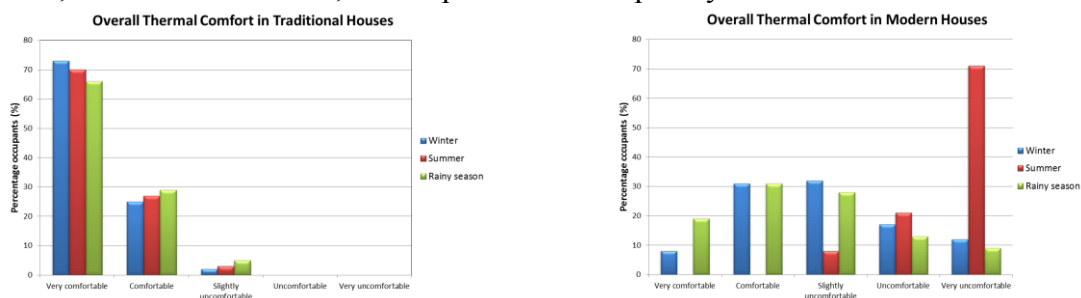 Overall Thermal Comfort in Traditional Houses
80
70
60
50
40
30
20
10
0
Percentage occupants (%)
Very comfortable
Comfortable
Slightly
uncomfortable
Uncomfortable
Very uncomfortable
Winter
Summer
Rainy season
Overall Thermal Comfort in Modern Houses
80
70
60
50
40
30
20
10
0
Percentage occupants (%)
Very comfortable
Comfortable
Slightly
uncomfortable
Uncomfortable
Very uncomfortable
Winter
Summer
Rainy season